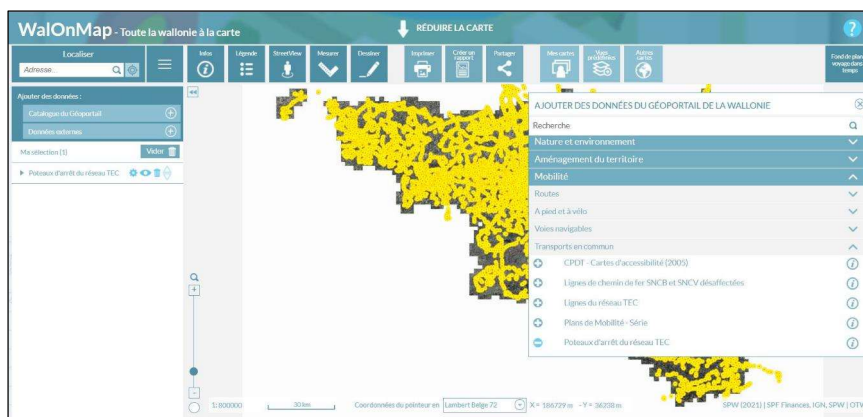 WalOnMap - Toute la wallonie à la carte
RÉDUIRE LA CARTE
?
Localiser
Adresse...
Infos
Légende
StreetView
Mesurer
Dessiner
Imprimer
Créer un rapport
Partager
Mes cartes
Vues prédéfinies
Autres cartes
Fond de plan
voyage dans
temps
Ajouter des données :
Catalogue du Géoportail
Données externes
Ma sélection (1)
Vider
Poteaux d'arrêt du réseau TEC
AJOUTER DES DONNÉES DU GÉOPORTAIL DE LA WALLONIE
Recherche
Nature et environnement
Aménagement du territoire
Mobilité
Routes
A pied et à vélo
Voies navigables
Transports en commun
CPDT - Cartes d'accessibilité (2005)
Lignes de chemin de fer SNCB et SNCV désaffectées
Lignes du réseau TEC
Plans de Mobilité - Série
Poteaux d'arrêt du réseau TEC
1:800000
30 km
Coordonnées du pointeur en
Lambert Belge 72
X = 186729 m - Y = 36238 m
SPW (2021) | SPF Finances, IGN, SPW | OTW